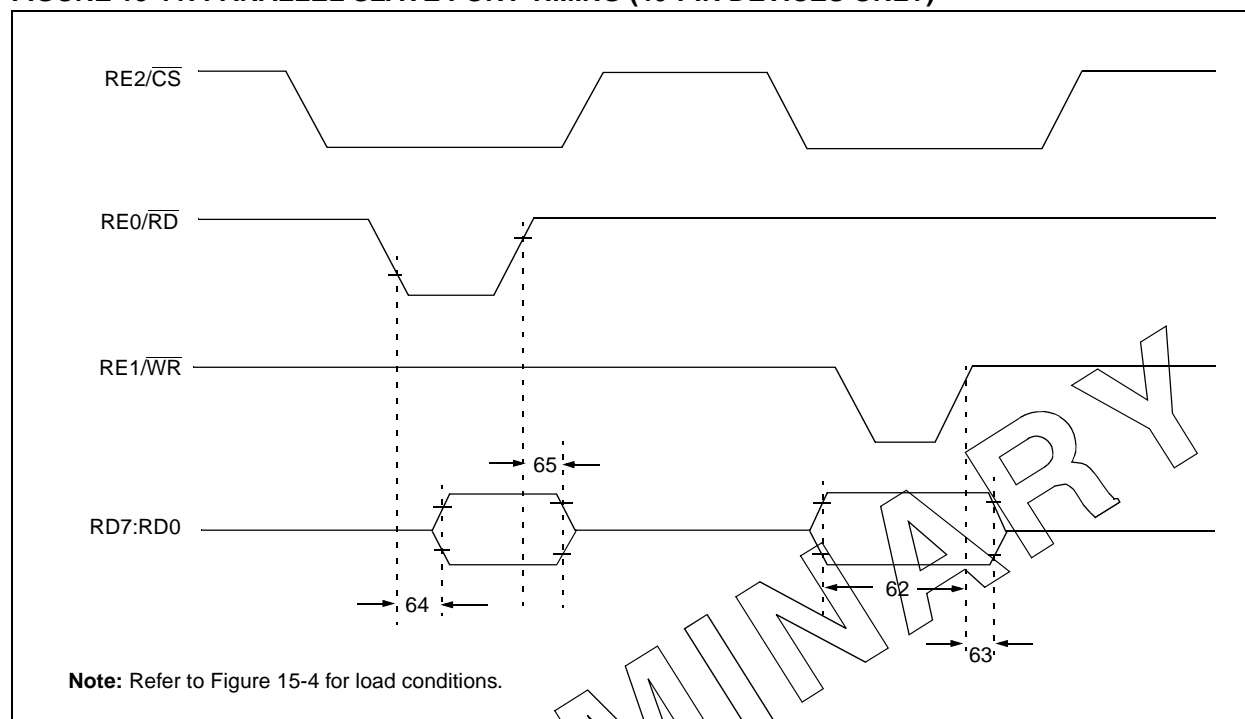 RE2/CS
RE0/RD
RE1/WR
65
RD7:RD0
62
64
63
Note: Refer to Figure 15-4 for load conditions.
MINARY